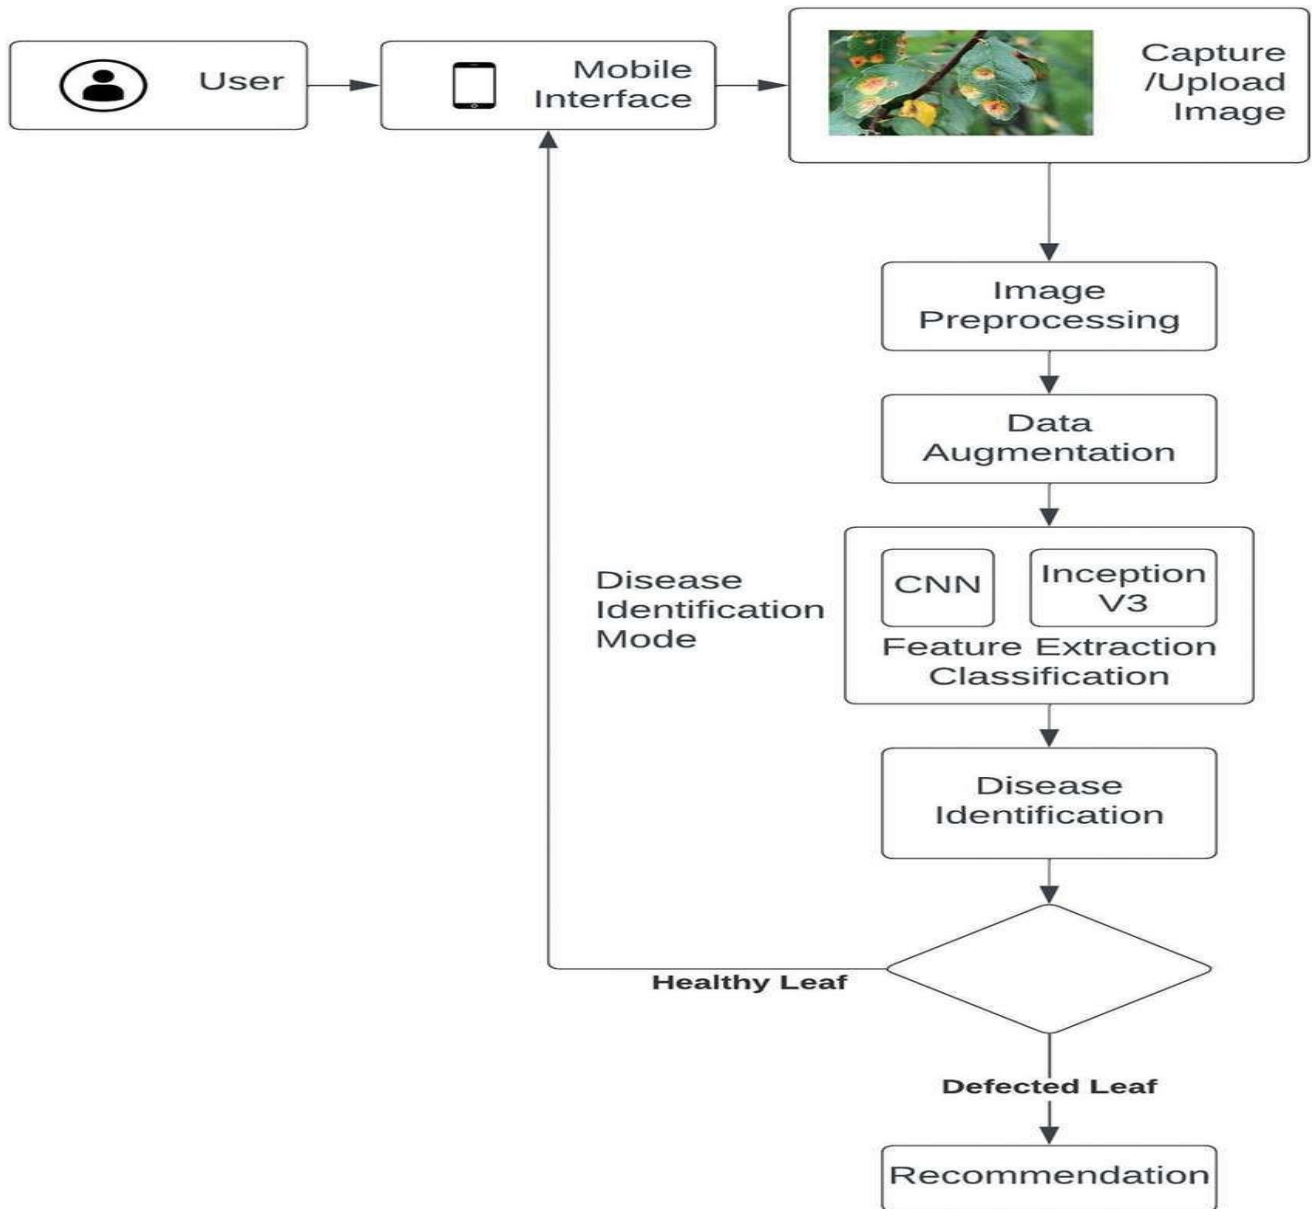 User
Mobile
Interface
Capture
/Upload
Image
Image
Preprocessing
Data
Augmentation
CNN
Inception
V3
Feature Extraction
Classification
Disease
Identification
Mode
Disease
Identification
Healthy Leaf
Defected Leaf
Recommendation